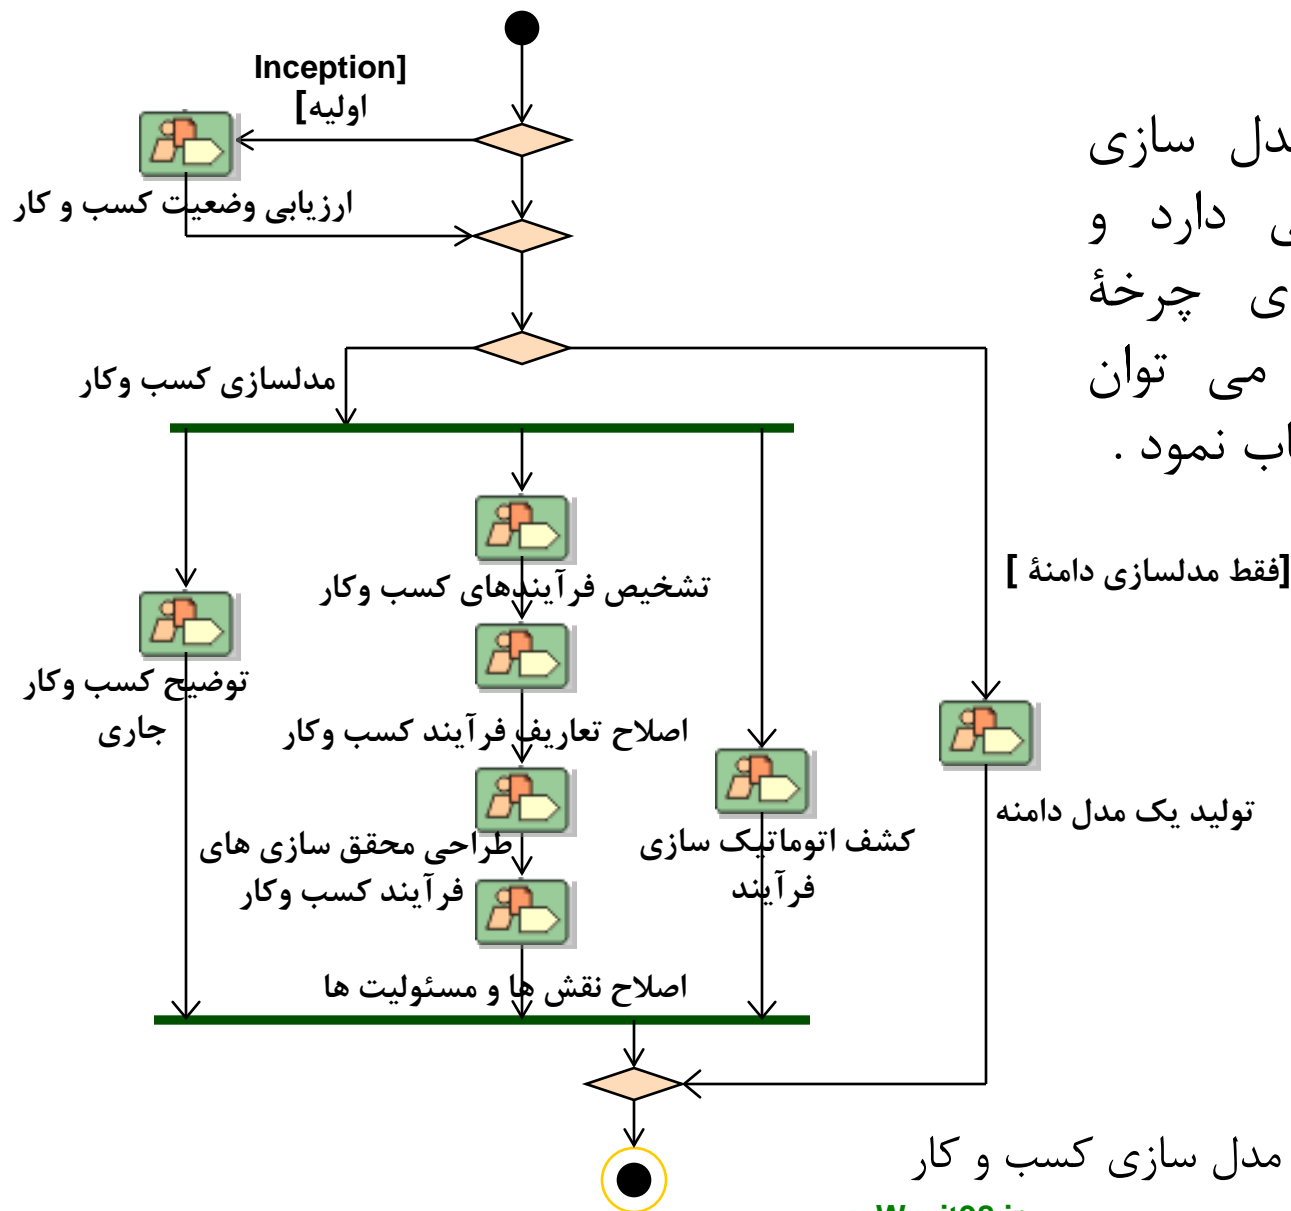 Inception]
اولیه]
ارزیابی وضعیت کسب و کار
سازی
دارد و
چرخهٔ
می توان
نمود .
مدلسازی کسب وکار
[فقط مدلسازی دامنهٔ ]
تشخیص فرآیندهای کسب وکار
توضیح کسب وکار
جاری
اصلاح تعاریف فرآیند کسب وکار
طراحی محقق سازی های
فرآیند کسب وکار
کشف اتوماتیک سازی
فرآیند
تولید یک مدل دامنه
اصلاح نقش ها و مسئولیت ها
مدل سازی کسب و کار